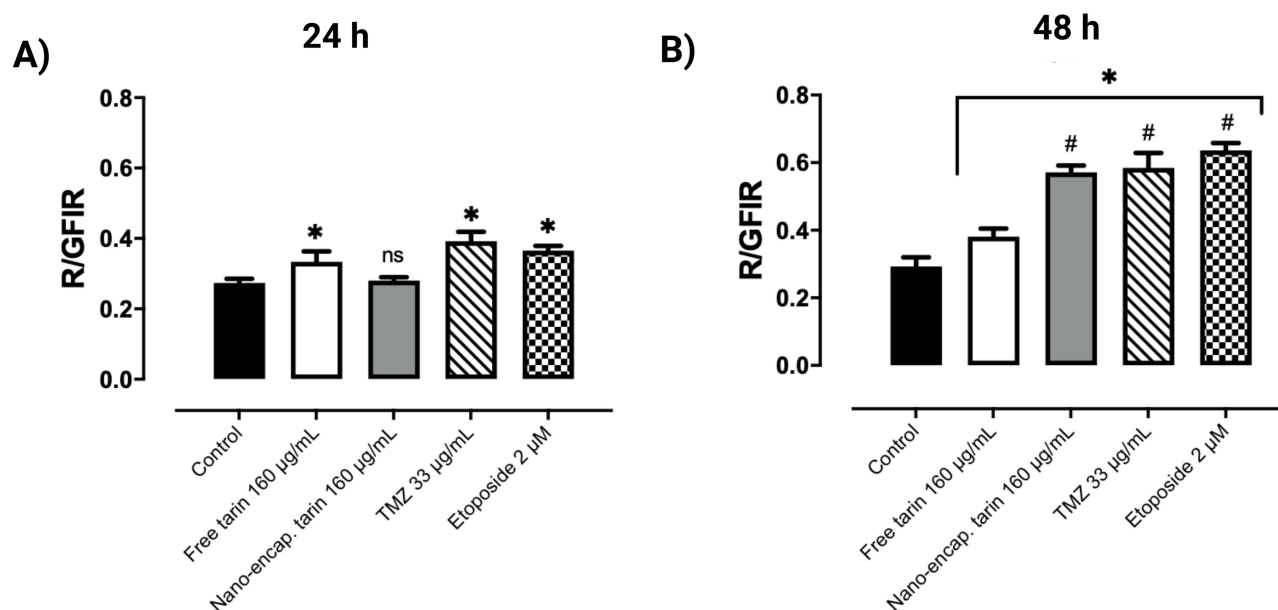 A)
24 h
R/GFIR
0.8
0.6
0.4
0.2
0.0
*
ns
*
*
Control
Free tarin 160 µg/mL
Nano-encap. tarin 160 µg/mL
TMZ 33 µg/mL
Etoposide 2 µM
B)
48 h
R/GFIR
0.8
0.6
0.4
0.2
0.0
*
#
#
#
Control
Free tarin 160 µg/mL
Nano-encap. tarin 160 µg/mL
TMZ 33 µg/mL
Etoposide 2 µM